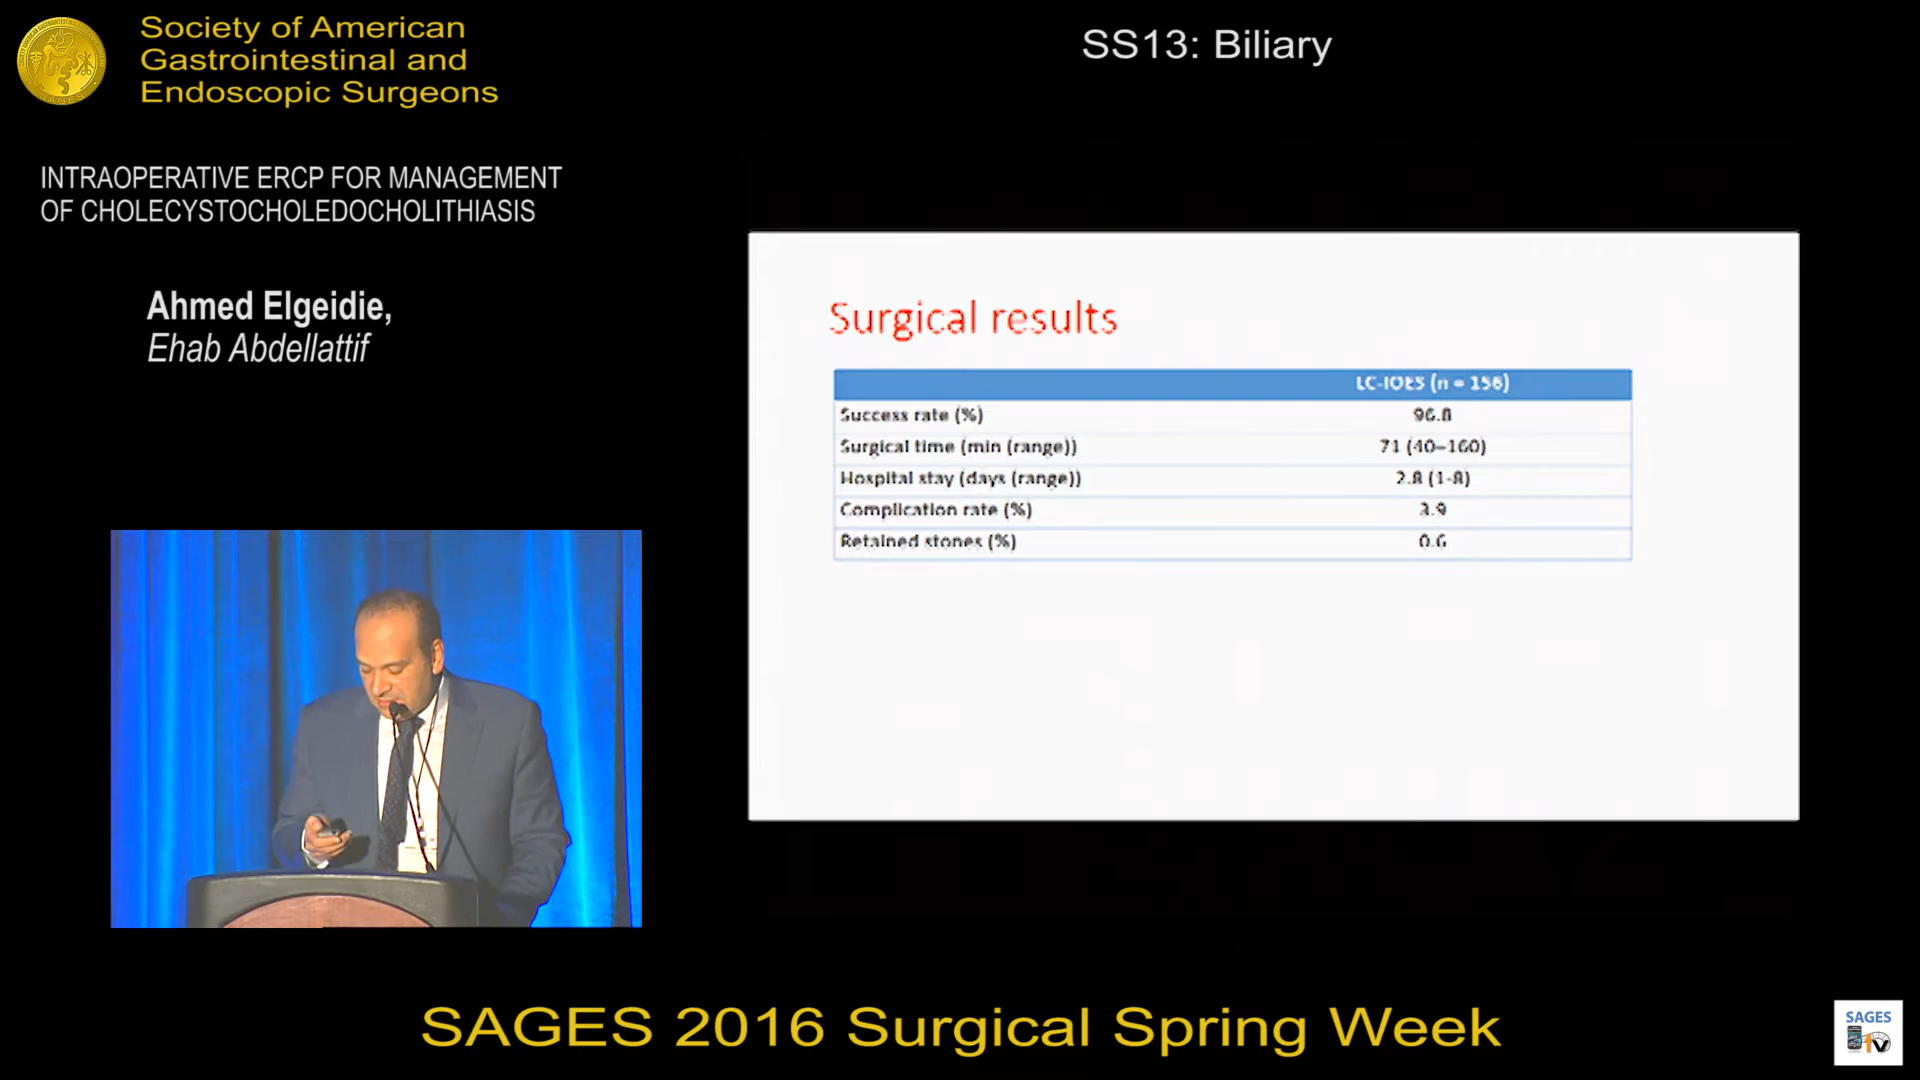 Society of American
Gastrointestinal and
Endoscopic Surgeons
SS13: Biliary
INTRAOPERATIVE ERCP FOR MANAGEMENT
OF CHOLECYSTOCHOLEDOCHOLITHIASIS
Ahmed Elgeidie,
Ehab Abdellattif
Surgical results
LC-IOES (n =
Success rate (%) 96.8
Surgical time (min (range)) 71 (40–160)
Hospital stay (days (range)) 2.8 (1-8)
Complication rate (%) 3.9
Retained stones (%) 0.6
SAGES 2016 Surgical Spring Week
SAGES
TV
SAGES